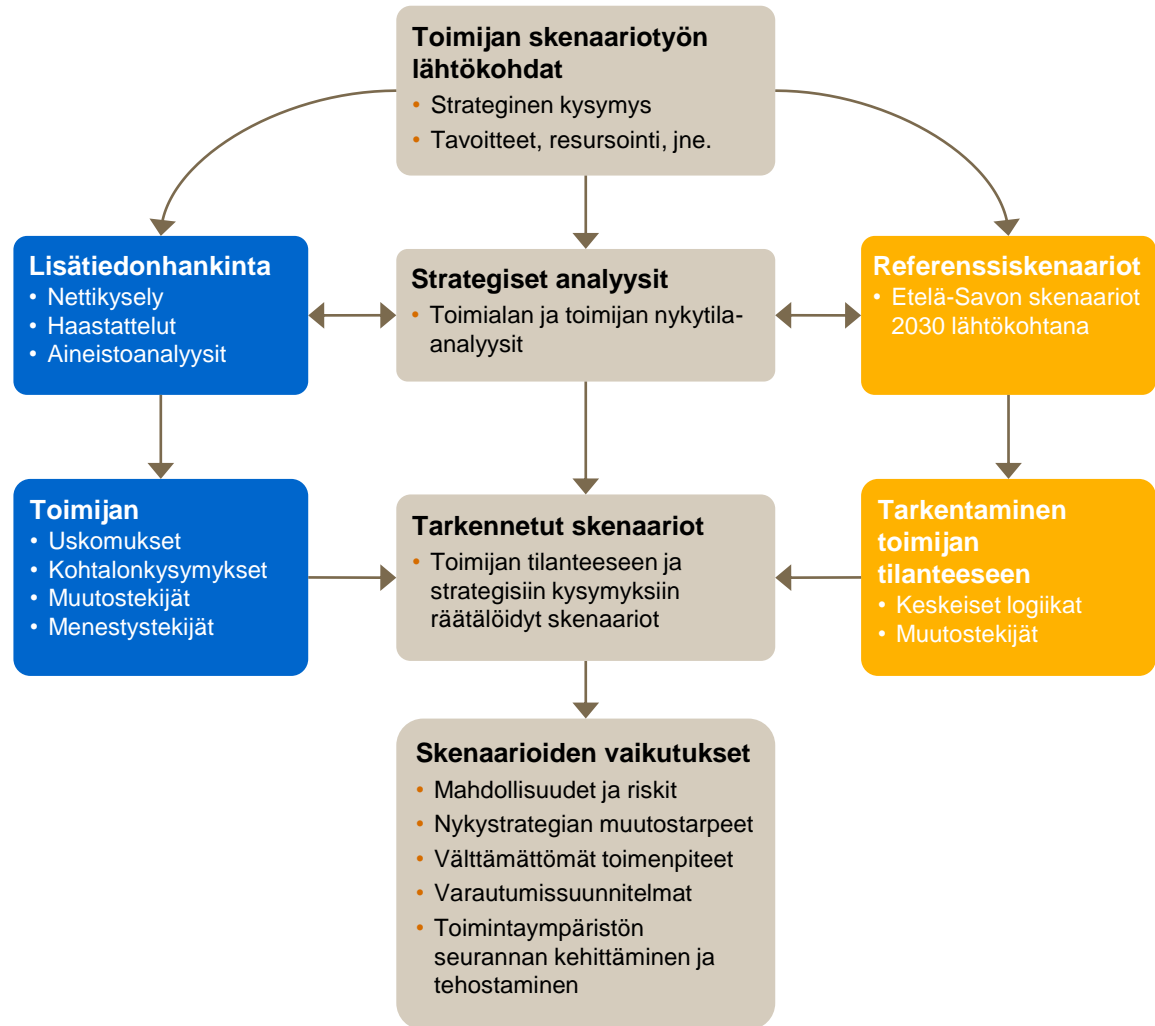 Toimijan skenaariotyön
lähtökohdat
• Strateginen kysymys
• Tavoitteet, resursointi, jne.
Lisätiedonhankinta
• Nettikysely
• Haastattelut
• Aineistoanalyysit
Strategiset analyysit
• Toimialan ja toimijan nykytila-
analyysit
Referenssiskenaariot
• Etelä-Savon skenaariot
2030 lähtökohtana
Toimijan
• Uskomukset
• Kohtalonkysymykset
• Muutostekijät
• Menestystekijät
Tarkennetut skenaariot
• Toimijan tilanteeseen ja
strategisiin kysymyksiin
räätälöidyt skenaariot
Tarkentaminen
toimijan
tilanteeseen
• Keskeiset logiikat
• Muutostekijät
Skenaarioiden vaikutukset
• Mahdollisuudet ja riskit
• Nykystrategian muutostarpeet
• Välttämättömät toimenpiteet
• Varautumissuunnitelmat
• Toimintaympäristön
seurannan kehittäminen ja
tehostaminen